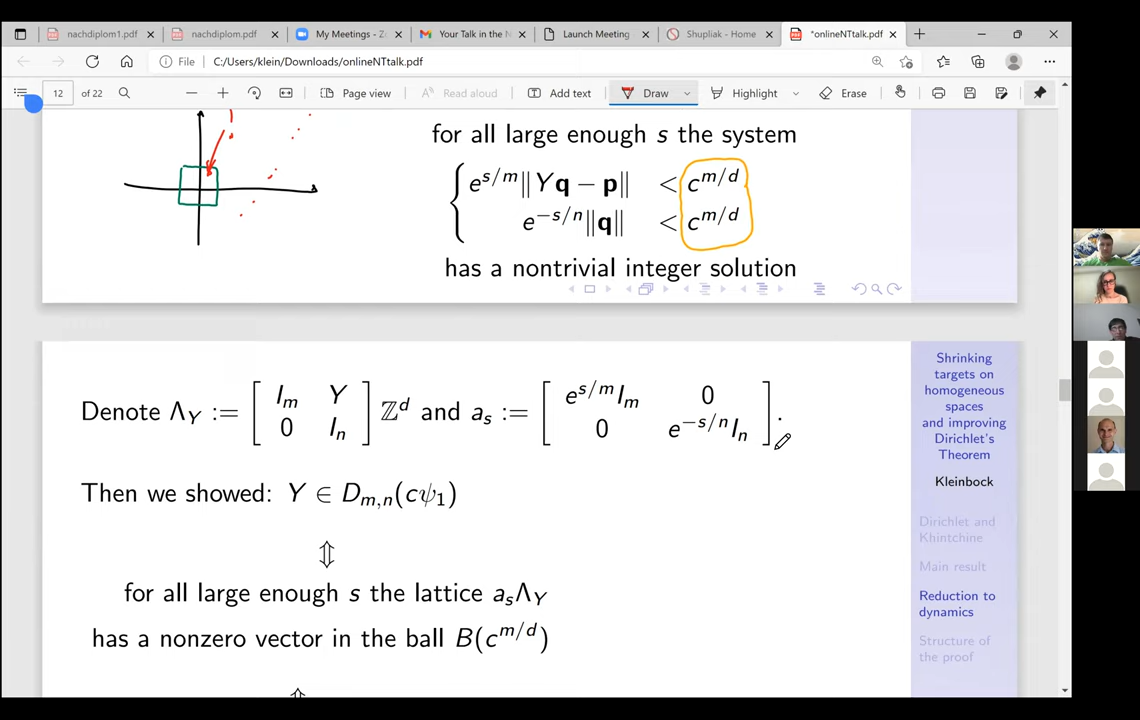 nachdiplom1.pdf
nachdiplom.pdf
My Meetings - Z
Your Talk in the N
Launch Meeting
Shupliak - Home
*onlineNTtalk.pdf
File
C:/Users/klein/Downloads/onlineNTtalk.pdf
12 of 22
Page view
Read aloud
Add text
Draw
Highlight
Erase
for all large enough s the system
e^{s/m}‖Yq − p‖ < c^{m/d}
e^{−s/n}‖q‖ < c^{m/d}
has a nontrivial integer solution
Denote Λ_Y := [ I_m Y ; 0 I_n ] ℤ^d and a_s := [ e^{s/m}I_m 0 ; 0 e^{−s/n}I_n ].
Then we showed: Y ∈ D_{m,n}(cψ_1)
⇕
for all large enough s the lattice a_sΛ_Y
has a nonzero vector in the ball B(c^{m/d})
Shrinking
targets on
homogeneous
spaces
and improving
Dirichlet's
Theorem
Kleinbock
Dirichlet and
Khintchine
Main result
Reduction to
dynamics
Structure of
the proof